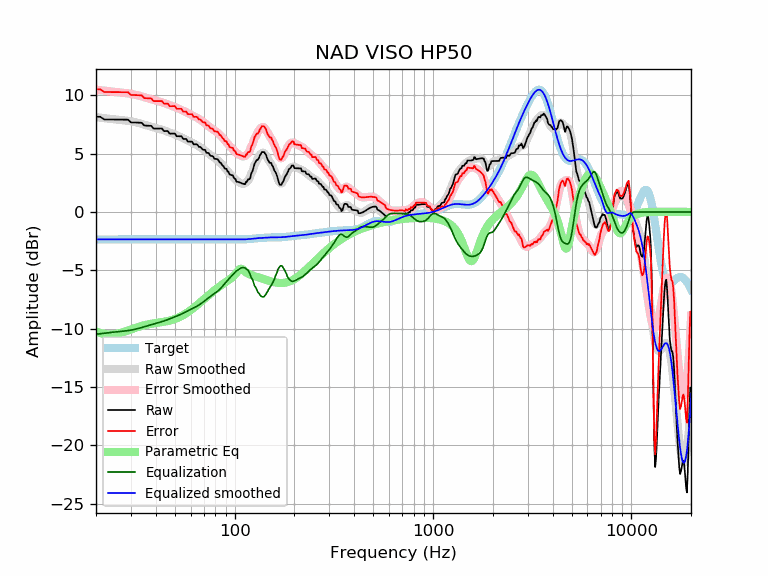 NAD VISO HP50
10
5
0
−5
−10
−15
−20
−25
Amplitude (dBr)
Target
Raw Smoothed
Error Smoothed
Raw
Error
Parametric Eq
Equalization
Equalized smoothed
100 1000 10000
Frequency (Hz)